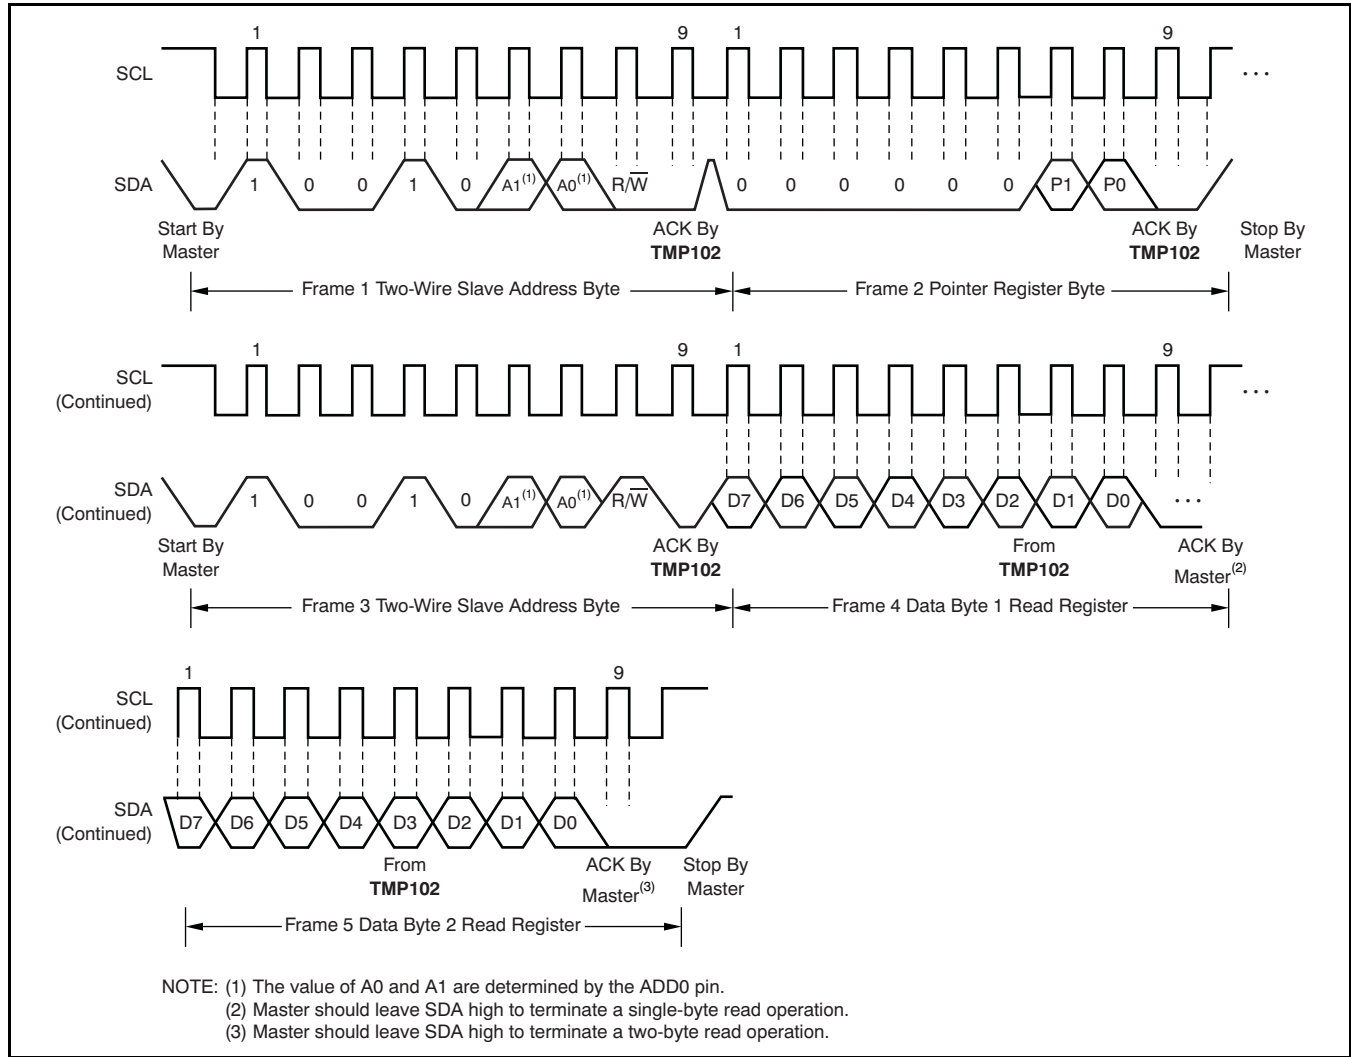 1 9 1 9
SCL ...
SDA 1 0 0 1 0 A1(1) A0(1) R/W 0 0 0 0 0 0 P1 P0
Start By Master ACK By TMP102 ACK By TMP102 Stop By Master
Frame 1 Two-Wire Slave Address Byte Frame 2 Pointer Register Byte
1 9 1 9
SCL (Continued) ...
SDA (Continued) 1 0 0 1 0 A1(1) A0(1) R/W D7 D6 D5 D4 D3 D2 D1 D0 ...
Start By Master ACK By TMP102 From TMP102 ACK By Master(2)
Frame 3 Two-Wire Slave Address Byte Frame 4 Data Byte 1 Read Register
1 9
SCL (Continued)
SDA (Continued) D7 D6 D5 D4 D3 D2 D1 D0
From TMP102 ACK By Master(3) Stop By Master
Frame 5 Data Byte 2 Read Register
NOTE: (1) The value of A0 and A1 are determined by the ADD0 pin.
(2) Master should leave SDA high to terminate a single-byte read operation.
(3) Master should leave SDA high to terminate a two-byte read operation.